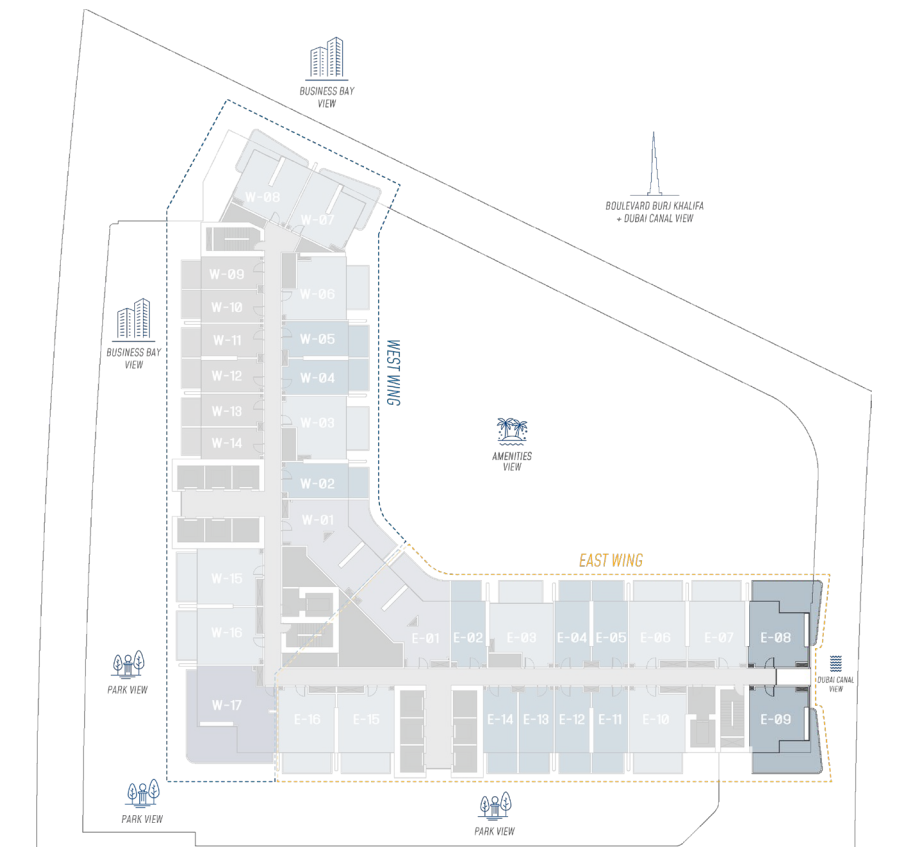 BUSINESS BAY
VIEW
BOULEVARD BURJ KHALIFA
+ DUBAI CANAL VIEW
W-08
W-07
W-09
W-06
W-10
BUSINESS BAY
VIEW
W-11
W-05
WEST WING
W-12
W-04
W-13
W-03
W-14
AMENITIES
VIEW
W-02
W-01
EAST WING
W-15
W-16
E-01
E-02
E-03
E-04
E-05
E-06
E-07
E-08
PARK VIEW
DUBAI CANAL
VIEW
W-17
E-16
E-15
E-14
E-13
E-12
E-11
E-10
E-09
PARK VIEW
PARK VIEW